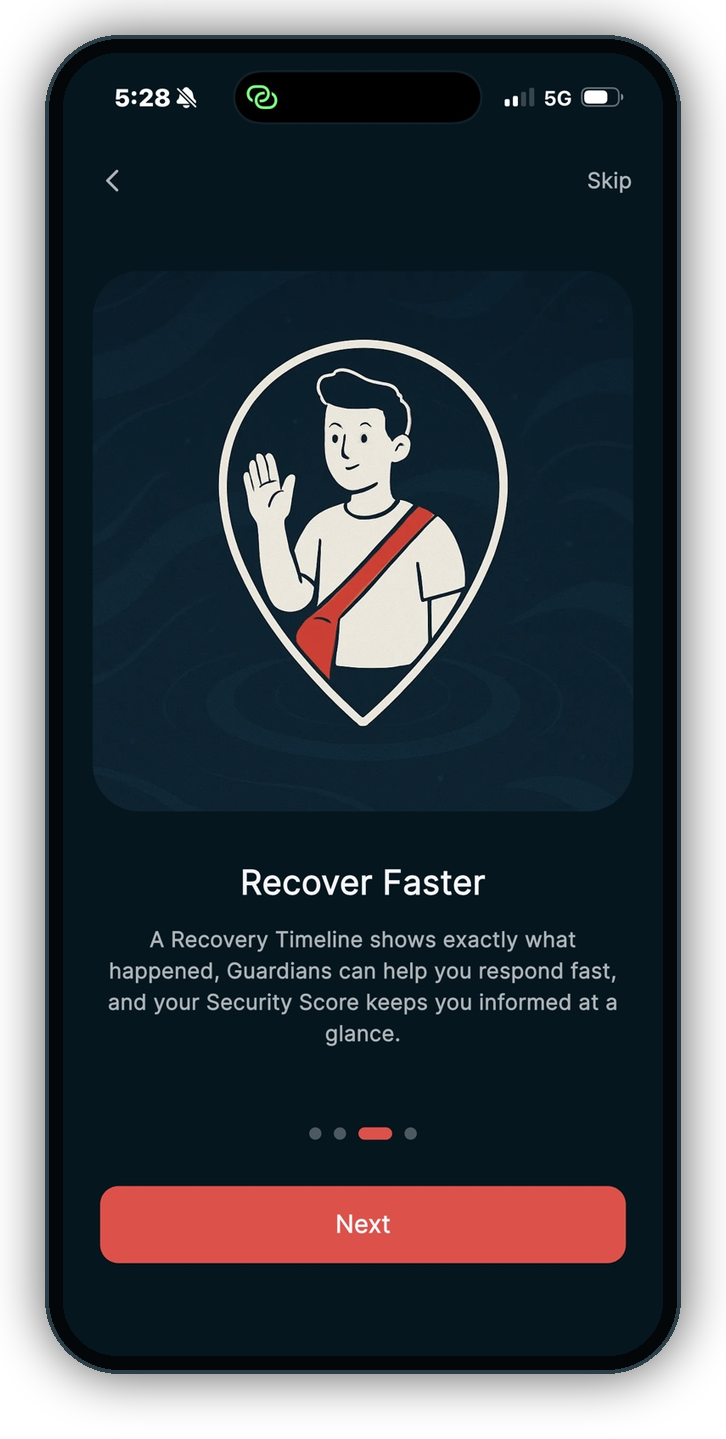 5:28
5G
Skip
Recover Faster
A Recovery Timeline shows exactly what
happened, Guardians can help you respond fast,
and your Security Score keeps you informed at a
glance.
Next